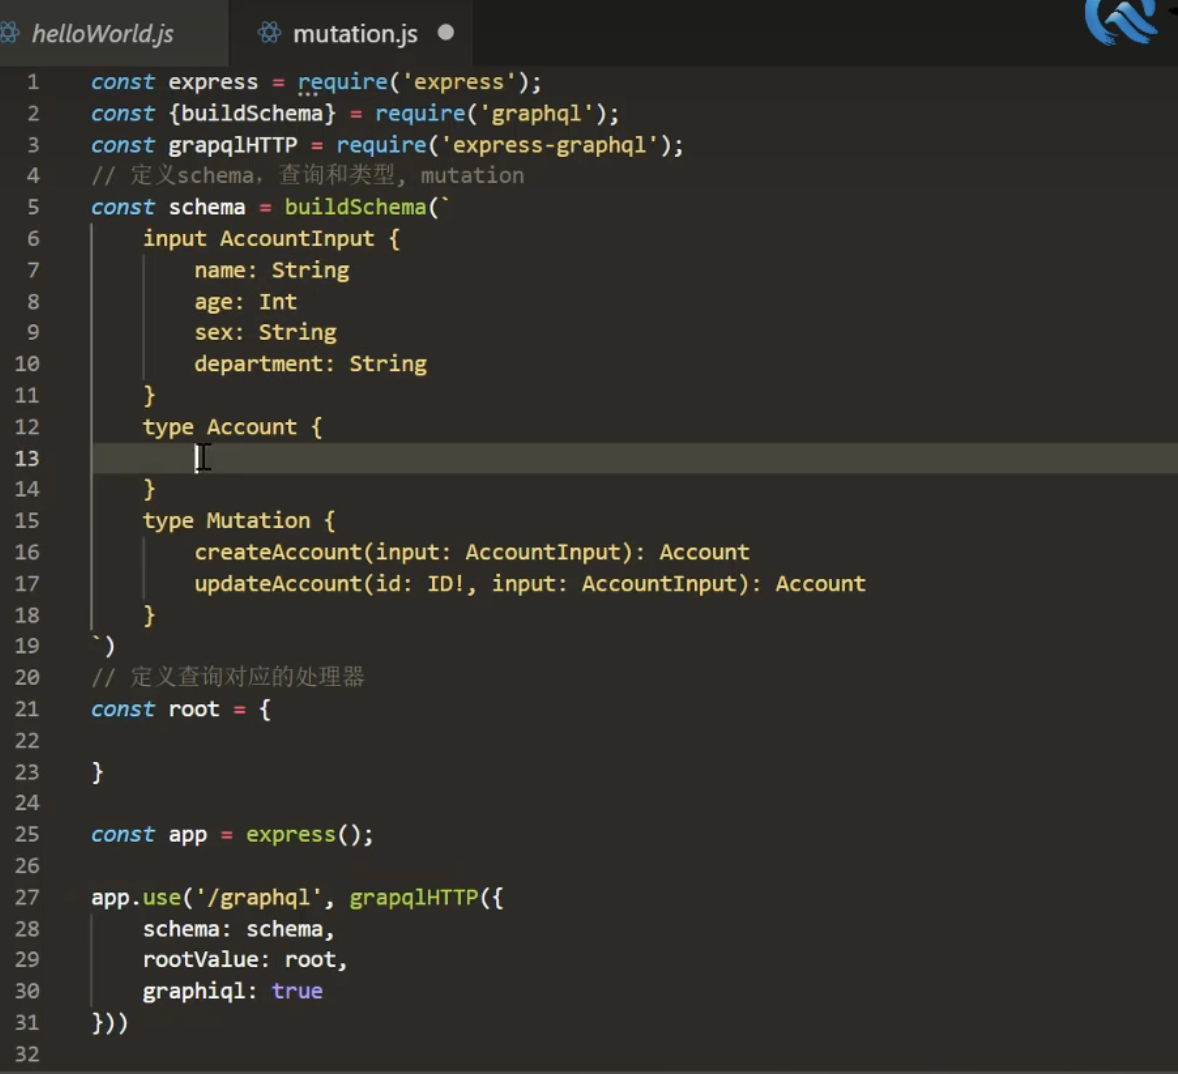 helloWorld.js
mutation.js
1 const express = require('express');
2 const {buildSchema} = require('graphql');
3 const grapqlHTTP = require('express-graphql');
4 // 定义schema，查询和类型, mutation
5 const schema = buildSchema(`
6     input AccountInput {
7         name: String
8         age: Int
9         sex: String
10         department: String
11     }
12     type Account {
13
14     }
15     type Mutation {
16         createAccount(input: AccountInput): Account
17         updateAccount(id: ID!, input: AccountInput): Account
18     }
19 `)
20 // 定义查询对应的处理器
21 const root = {
22
23 }
24
25 const app = express();
26
27 app.use('/graphql', grapqlHTTP({
28     schema: schema,
29     rootValue: root,
30     graphiql: true
31 }))
32